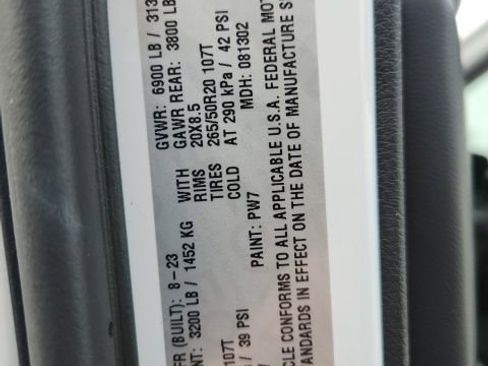 FR (BUILT): 8-23 GVWR: 6900 LB / 313
NT: 3200 LB / 1452 KG GAWR REAR: 3800 LB
WITH 20X8.5
RIMS 265/50R20 107T
107T TIRES AT 290 kPa / 42 PSI
/ 39 PSI COLD MDH: 081302
PAINT: PW7
CLE CONFORMS TO ALL APPLICABLE U.S.A. FEDERAL MOT
ANDARDS IN EFFECT ON THE DATE OF MANUFACTURE S